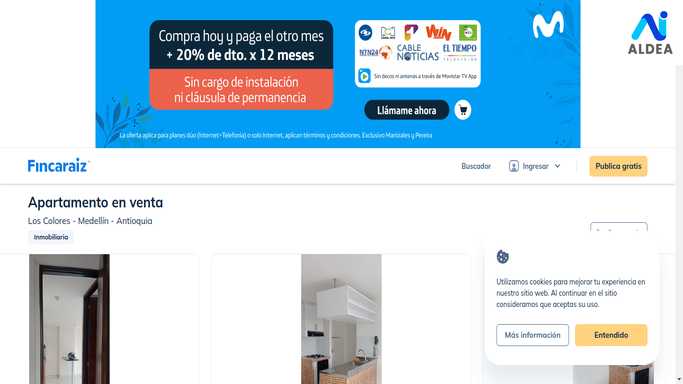 Compra hoy y paga el otro mes
+ 20% de dto. x 12 meses
Sin cargo de instalación
ni cláusula de permanencia
WIN
NTN24
CABLE
NOTICIAS
EL TIEMPO
TELEVISIÓN
Sin decos ni antenas a través de Movistar TV App
Llámame ahora
La oferta aplica para planes dúo (Internet+Telefonía) o solo Internet, aplican términos y condiciones. Exclusivo Manizales y Pereira
ALDEA
Fincaraiz
Buscador
Ingresar
Publica gratis
Apartamento en venta
Los Colores - Medellín - Antioquia
Inmobiliaria
Utilizamos cookies para mejorar tu experiencia en
nuestro sitio web. Al continuar en el sitio
consideramos que aceptas su uso.
Más información
Entendido